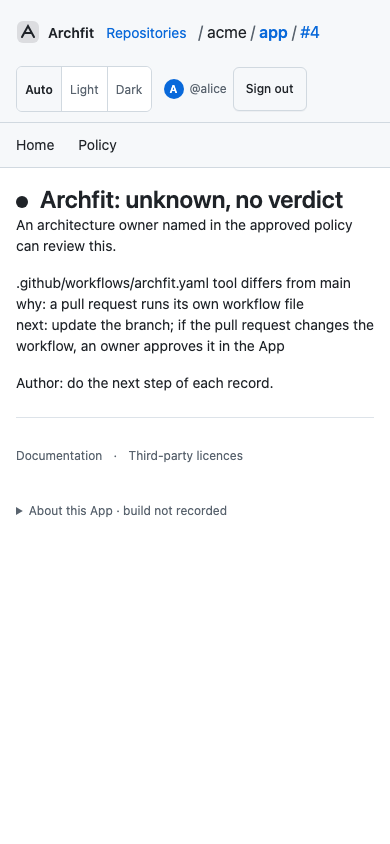 Archfit Repositories / acme / app / #4
Auto Light Dark A @alice Sign out
Home Policy
Archfit: unknown, no verdict
An architecture owner named in the approved policy
can review this.
.github/workflows/archfit.yaml tool differs from main
why: a pull request runs its own workflow file
next: update the branch; if the pull request changes the
workflow, an owner approves it in the App
Author: do the next step of each record.
Documentation · Third-party licences
About this App · build not recorded